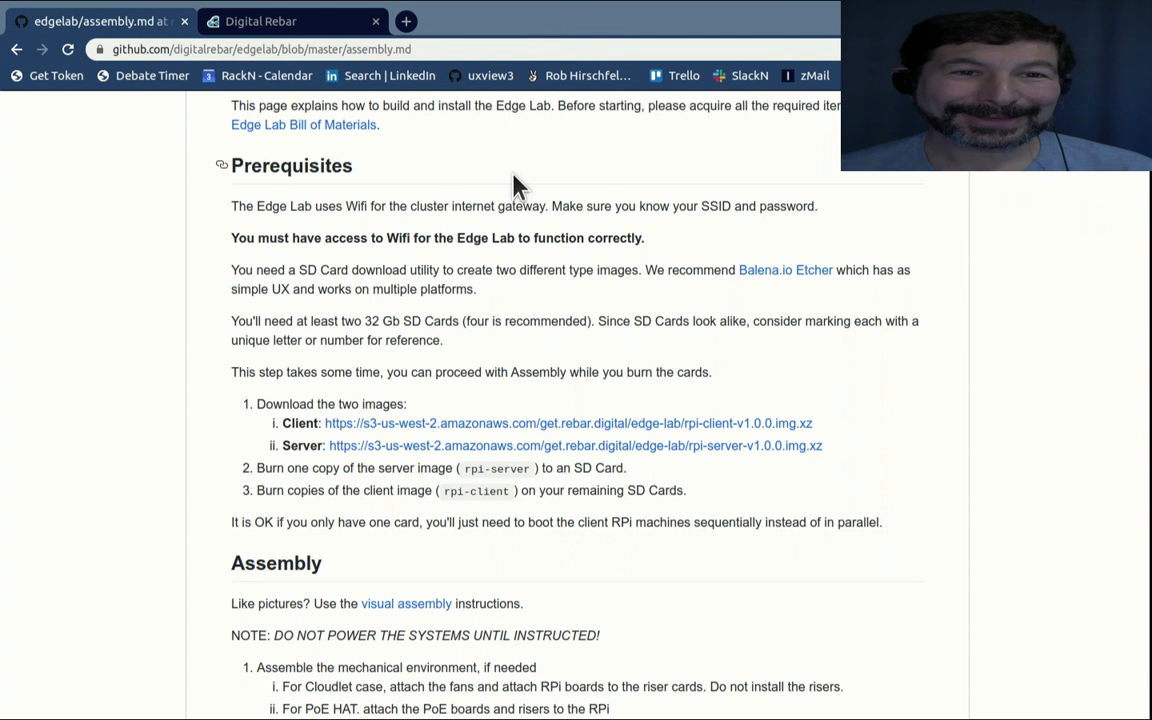 edgelab/assembly.md at
Digital Rebar
github.com/digitalrebar/edgelab/blob/master/assembly.md
Get Token Debate Timer RackN - Calendar Search | LinkedIn uxview3 Rob Hirschfel... Trello SlackN zMail
This page explains how to build and install the Edge Lab. Before starting, please acquire all the required
Edge Lab Bill of Materials.
Prerequisites
The Edge Lab uses Wifi for the cluster internet gateway. Make sure you know your SSID and password.
You must have access to Wifi for the Edge Lab to function correctly.
You need a SD Card download utility to create two different type images. We recommend Balena.io Etcher which has as
simple UX and works on multiple platforms.
You'll need at least two 32 Gb SD Cards (four is recommended). Since SD Cards look alike, consider marking each with a
unique letter or number for reference.
This step takes some time, you can proceed with Assembly while you burn the cards.
1. Download the two images:
i. Client: https://s3-us-west-2.amazonaws.com/get.rebar.digital/edge-lab/rpi-client-v1.0.0.img.xz
ii. Server: https://s3-us-west-2.amazonaws.com/get.rebar.digital/edge-lab/rpi-server-v1.0.0.img.xz
2. Burn one copy of the server image ( rpi-server ) to an SD Card.
3. Burn copies of the client image ( rpi-client ) on your remaining SD Cards.
It is OK if you only have one card, you'll just need to boot the client RPi machines sequentially instead of in parallel.
Assembly
Like pictures? Use the visual assembly instructions.
NOTE: DO NOT POWER THE SYSTEMS UNTIL INSTRUCTED!
1. Assemble the mechanical environment, if needed
i. For Cloudlet case, attach the fans and attach RPi boards to the riser cards. Do not install the risers.
ii. For PoE HAT. attach the PoE boards and risers to the RPi